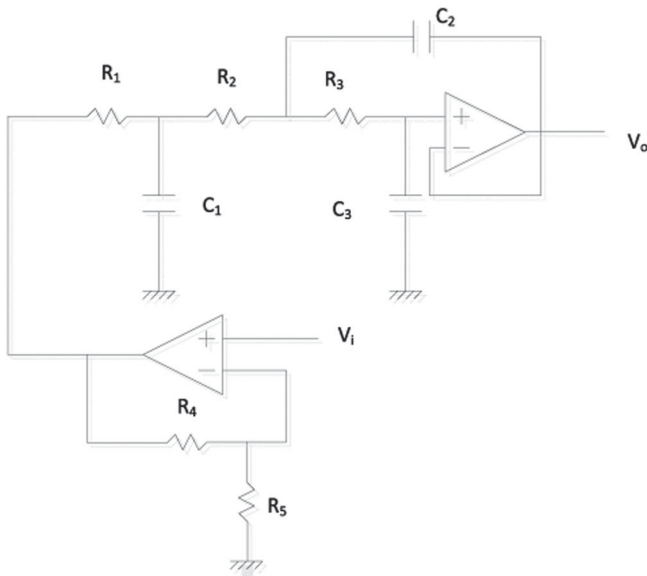 C₂
R₁ R₂ R₃
+
−
Vₒ
C₁ C₃
+
−
Vᵢ
R₄
R₅